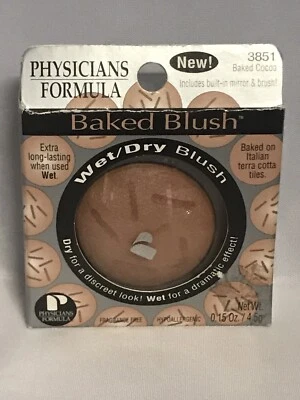 PHYSICIANS
FORMULA
New!
3851
Baked Cocoa
Includes built-in mirror & brush!
Baked Blush™
Extra
long-lasting
when used
Wet
Wet/Dry Blush
Baked on
Italian
terra cotta
tiles.
Dry for a discreet look! Wet for a dramatic effect!
P
PHYSICIANS
FORMULA
FRAGRANCE FREE
HYPOALLERGENIC
Net Wt.
0.15 Oz. / 4.5g